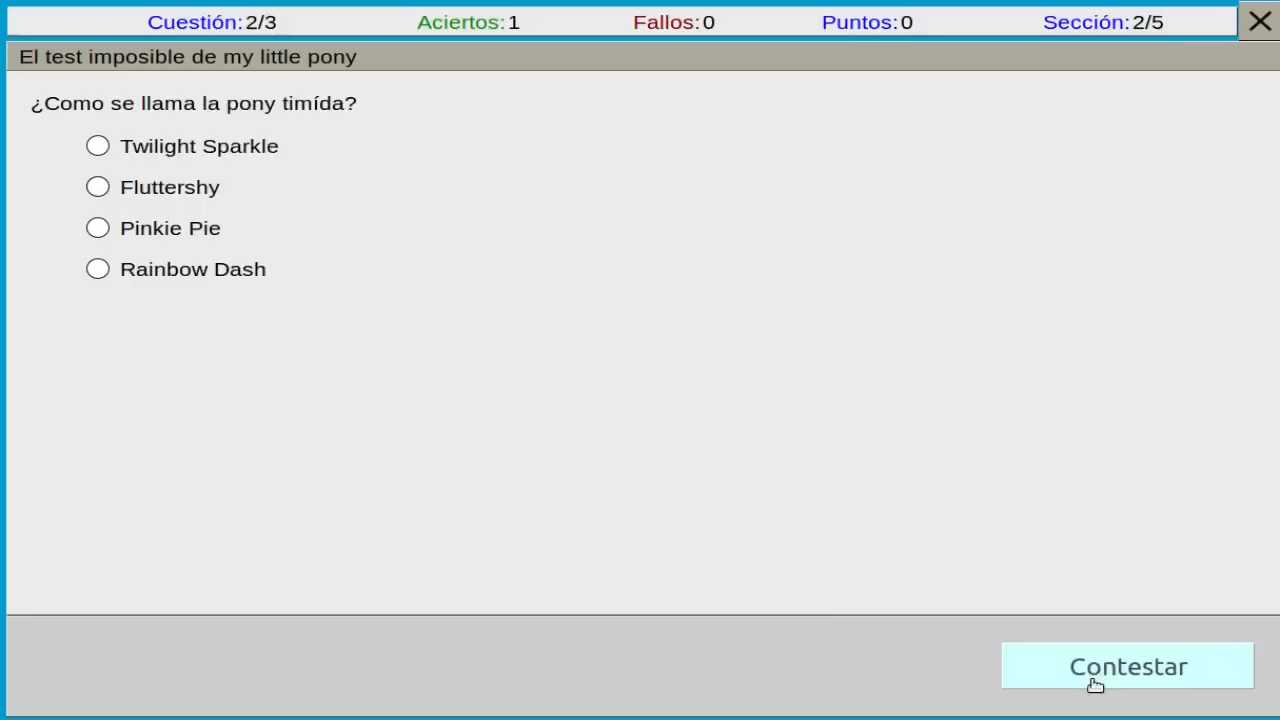 Cuestión: 2/3 Aciertos: 1 Fallos: 0 Puntos: 0 Sección: 2/5
El test imposible de my little pony
¿Como se llama la pony timída?
Twilight Sparkle
Fluttershy
Pinkie Pie
Rainbow Dash
Contestar